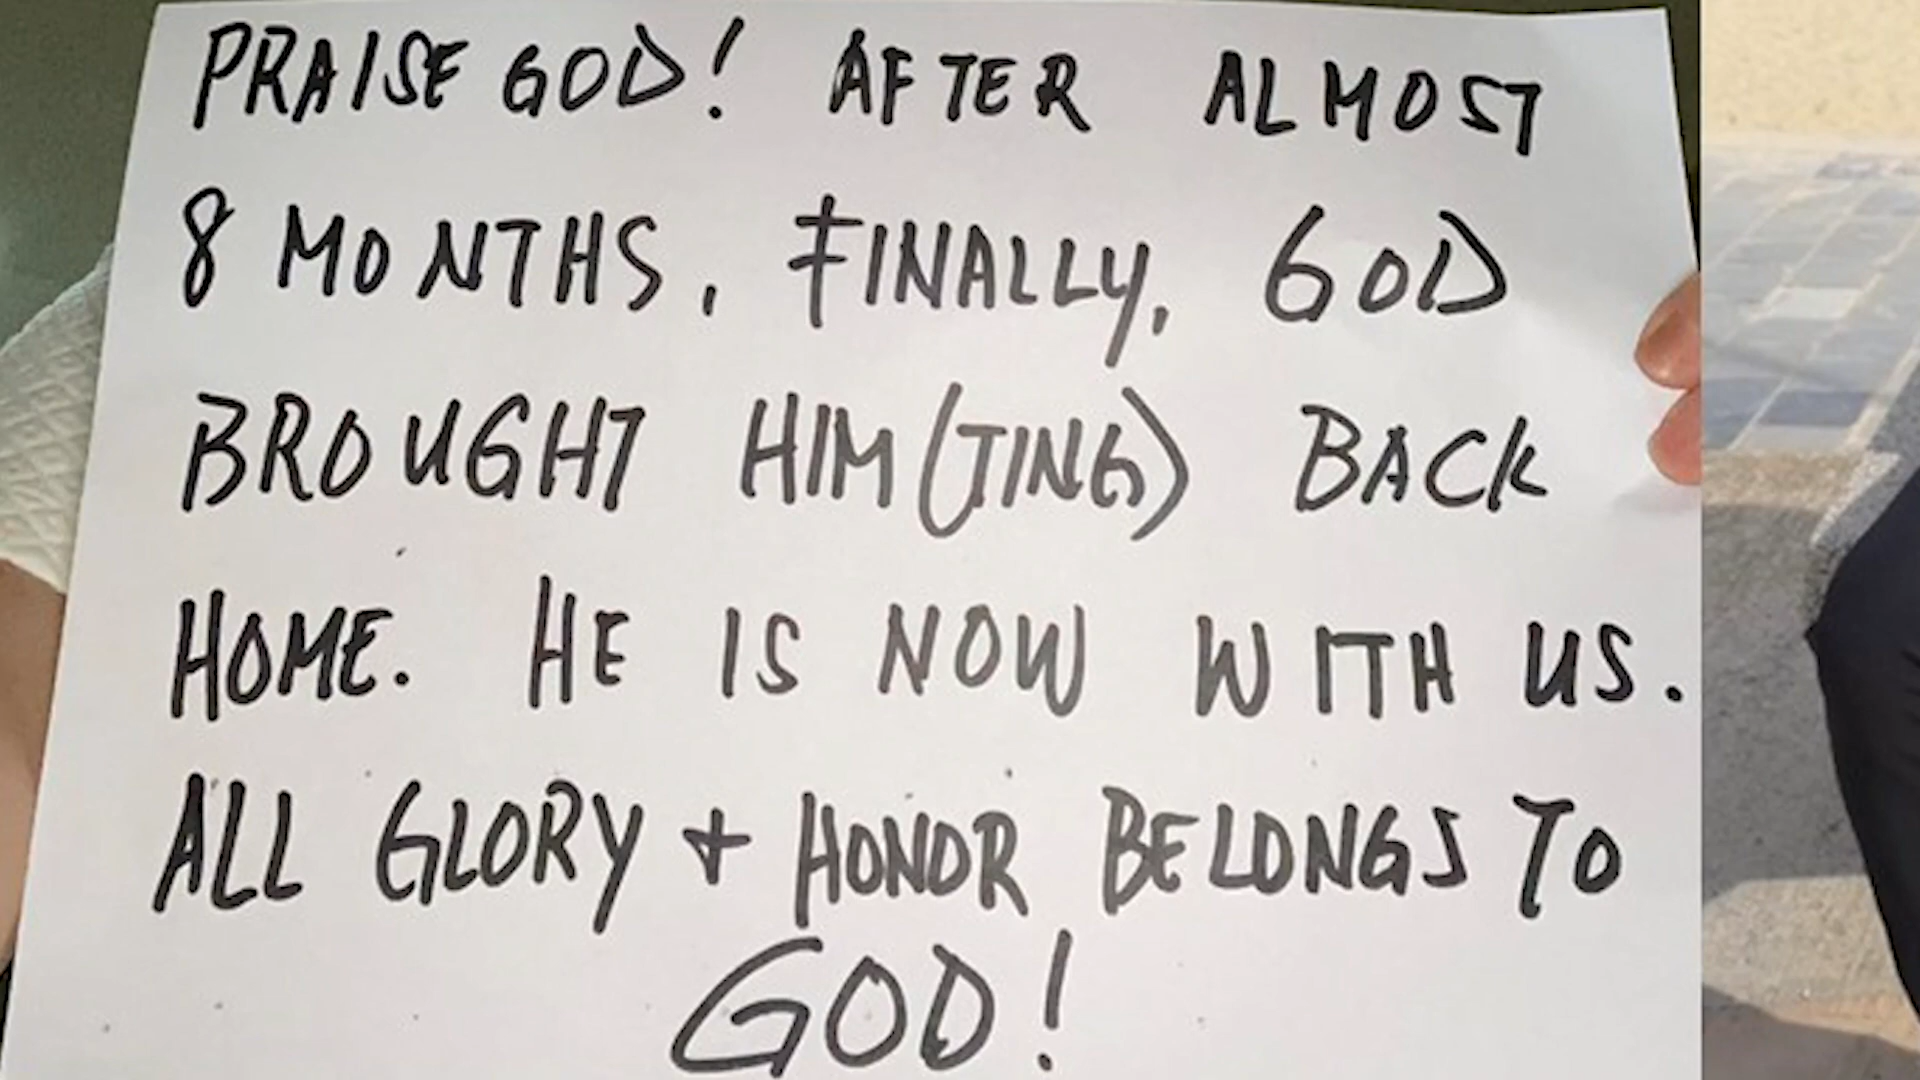 PRAISE GOD! AFTER ALMOST
8 MONTHS, FINALLY, GOD
BROUGHT HIM (TING) BACK
HOME. HE IS NOW WITH US.
ALL GLORY + HONOR BELONGS TO
GOD!